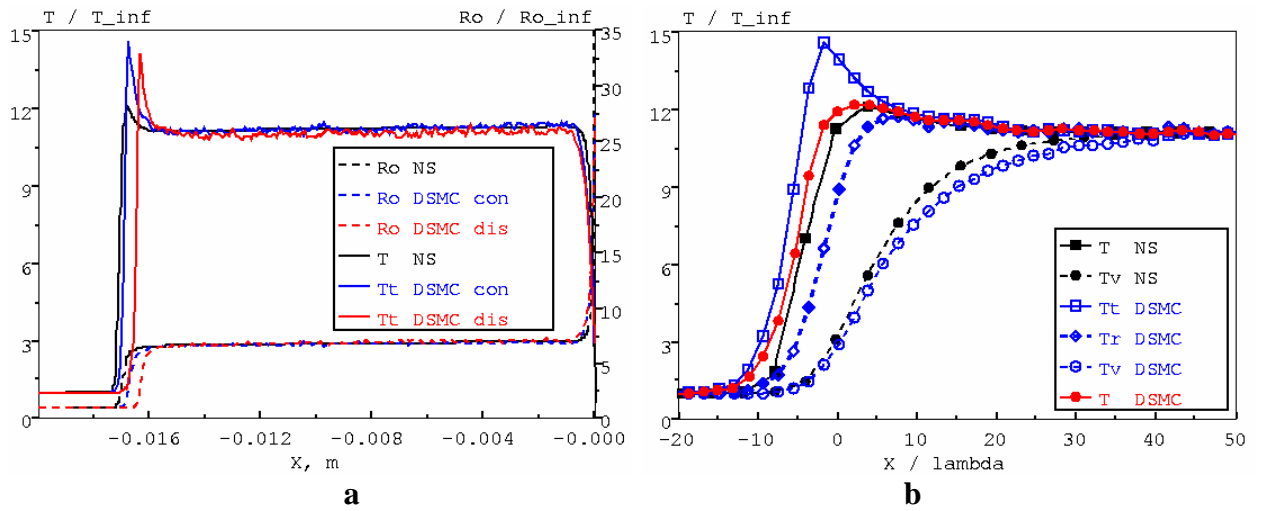 T / T_inf Ro / Ro_inf
15 35
30
12
25
9 20
15
6
10
3
5
0 0
-0.016 -0.012 -0.008 -0.004 -0.000
X, m
Ro NS
Ro DSMC con
Ro DSMC dis
T NS
Tt DSMC con
Tt DSMC dis
a
T / T_inf
15
12
9
6
3
0
-20 -10 0 10 20 30 40 50
X / lambda
T NS
Tv NS
Tt DSMC
Tr DSMC
Tv DSMC
T DSMC
b